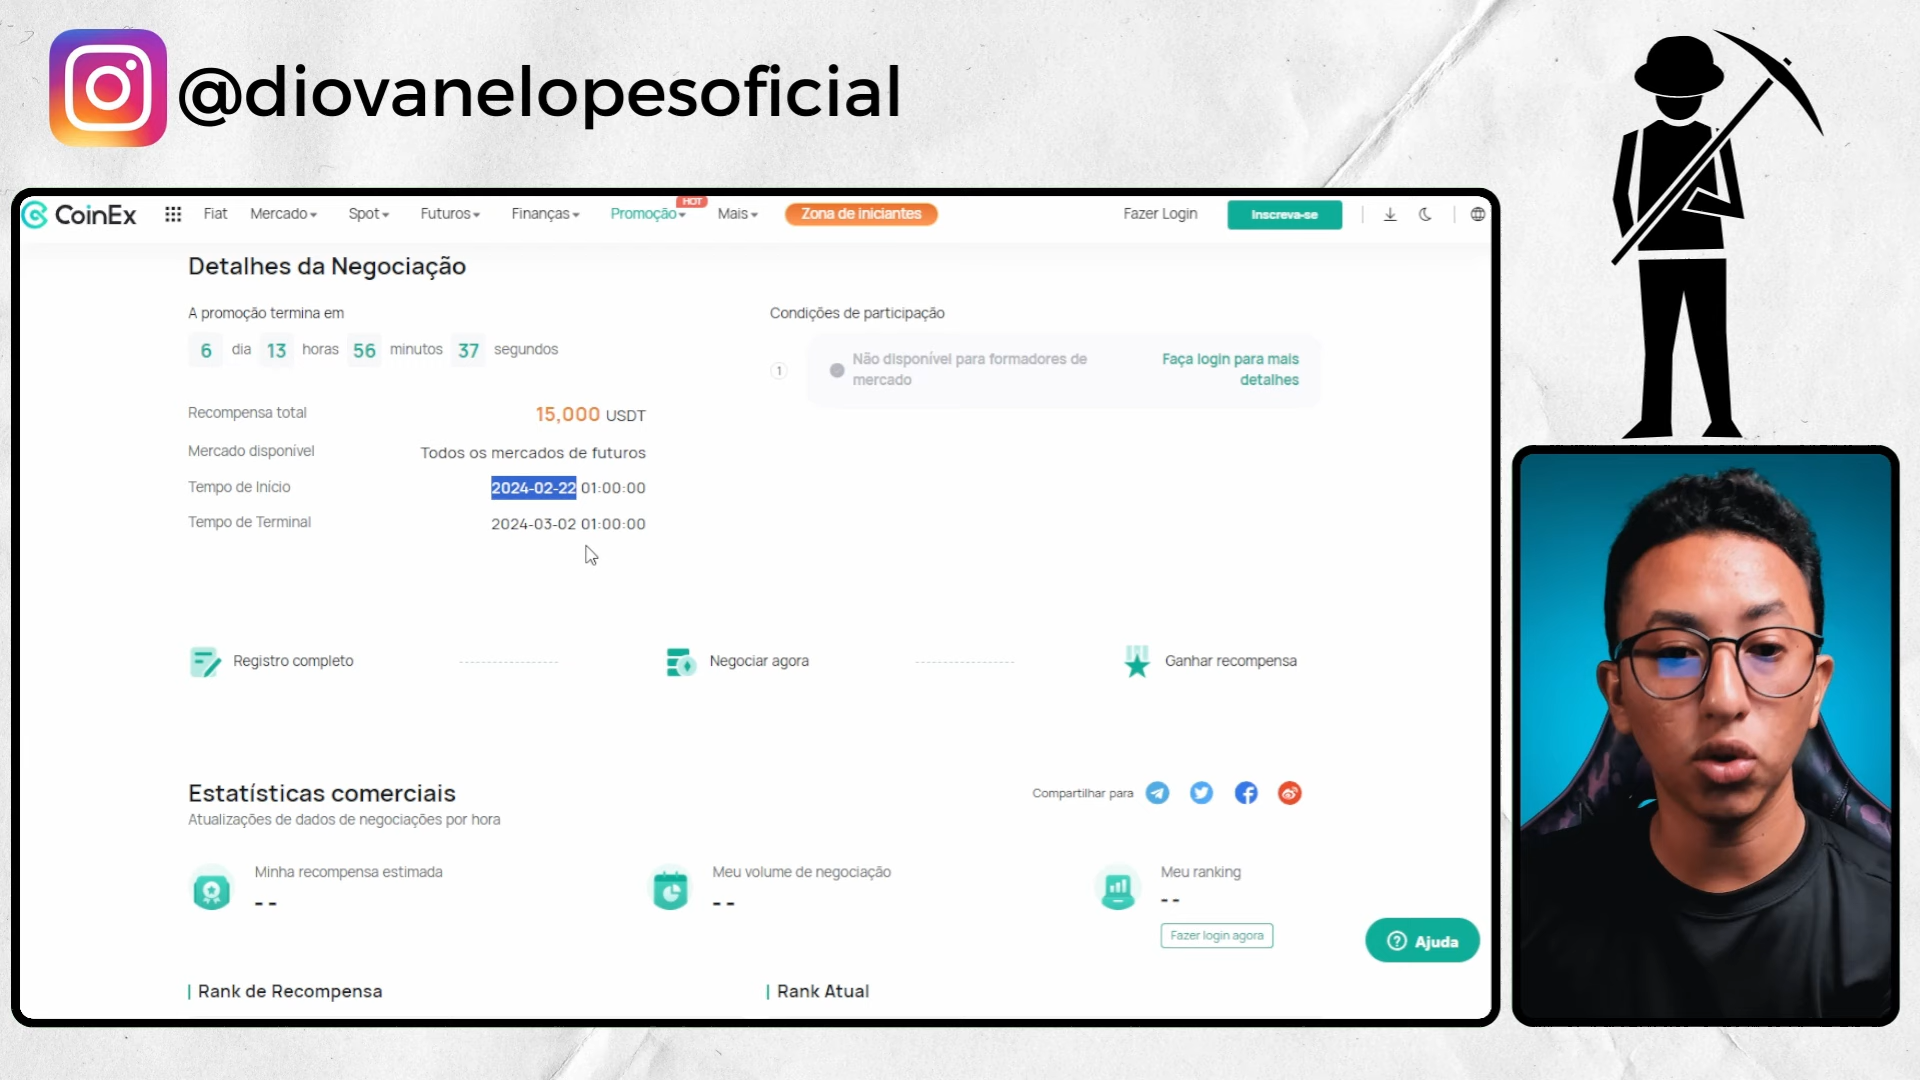 @diovanelopesoficial
CoinEx Fiat Mercado Spot Futuros Finanças Promoção HOT Mais Zona de iniciantes Fazer Login Inscreva-se
Detalhes da Negociação
A promoção termina em
6 dia 13 horas 56 minutos 37 segundos
Recompensa total 15,000 USDT
Mercado disponível Todos os mercados de futuros
Tempo de Início 2024-02-22 01:00:00
Tempo de Terminal 2024-03-02 01:00:00
Condições de participação
1 Não disponível para formadores de
mercado
Faça login para mais
detalhes
Registro completo Negociar agora Ganhar recompensa
Estatísticas comerciais
Atualizações de dados de negociações por hora
Compartilhar para
Minha recompensa estimada
--
Meu volume de negociação
--
Meu ranking
--
Fazer login agora
Ajuda
Rank de Recompensa
Rank Atual